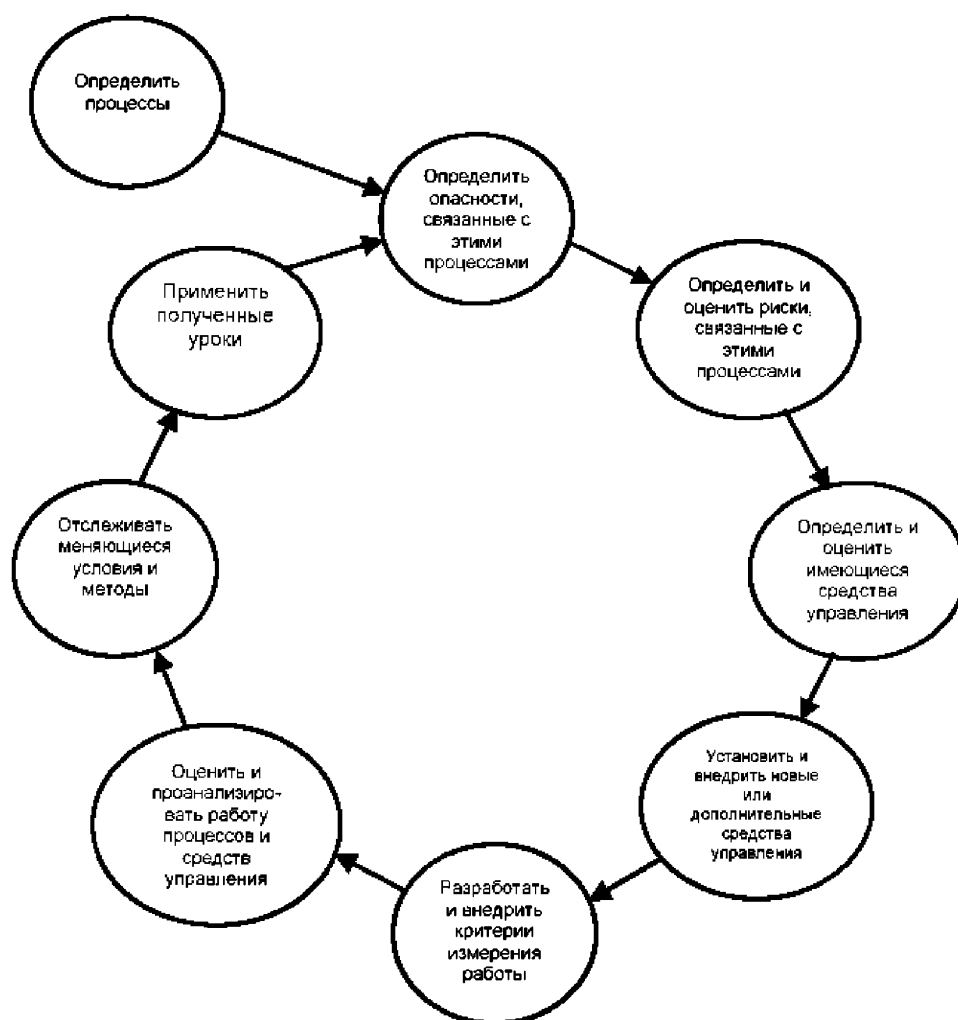 Определить
процессы
Определить
опасности,
связанные с
этими
процессами
Определить и
оценить риски,
связанные с
этими
процессами
Определить и
оценить
имеющиеся
средства
управления
Установить и
внедрить новые
или
дополнительные
средства
управления
Разработать
и внедрить
критерии
измерения
работы
Оценить и
проанализиро-
вать работу
процессов и
средств
управления
Отслеживать
меняющиеся
условия и
методы
Применить
полученные
уроки